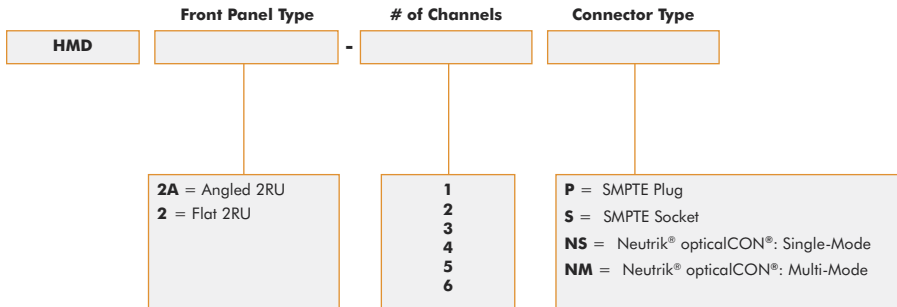 Front Panel Type # of Channels Connector Type
HMD -
2A = Angled 2RU
2 = Flat 2RU
1
2
3
4
5
6
P = SMPTE Plug
S = SMPTE Socket
NS = Neutrik® opticalCON®: Single-Mode
NM = Neutrik® opticalCON®: Multi-Mode